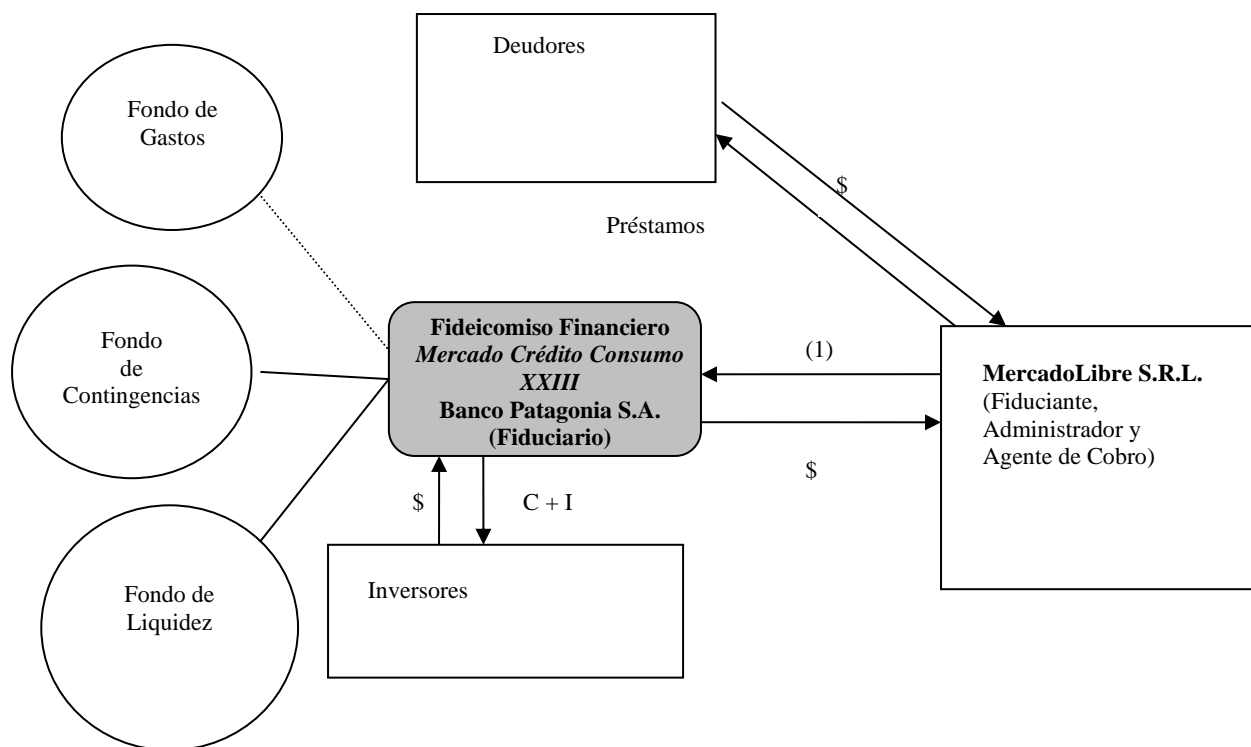 Deudores
Fondo de
Gastos
$
Préstamos
Fondo
de
Contingencias
Fideicomiso Financiero
Mercado Crédito Consumo
XXIII
Banco Patagonia S.A.
(Fiduciario)
(1)
MercadoLibre S.R.L.
(Fiduciante,
Administrador y
Agente de Cobro)
$
$
C + I
Fondo de
Liquidez
Inversores